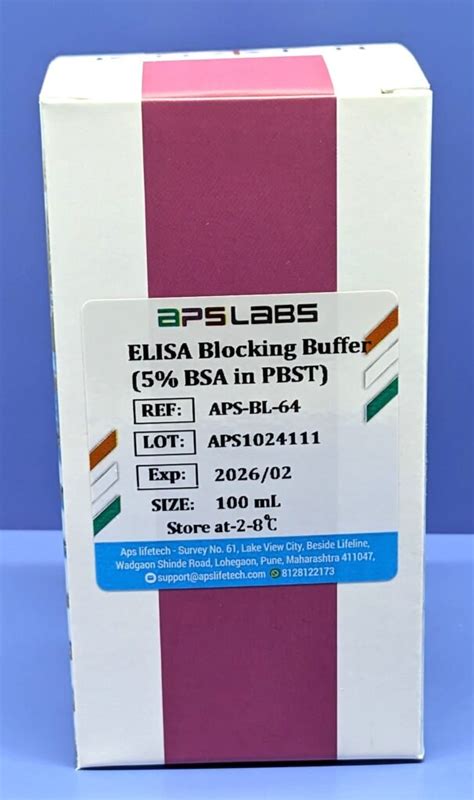 aPSLaBS
ELISA Blocking Buffer
(5% BSA in PBST)
REF: APS-BL-64
LOT: APS1024111
Exp: 2026/02
SIZE: 100 mL
Store at-2-8℃
Aps lifetech - Survey No. 61, Lake View City, Beside Lifeline,
Wadgaon Shinde Road, Lohegaon, Pune, Maharashtra 411047,
support@apslifetech.com 8128122173